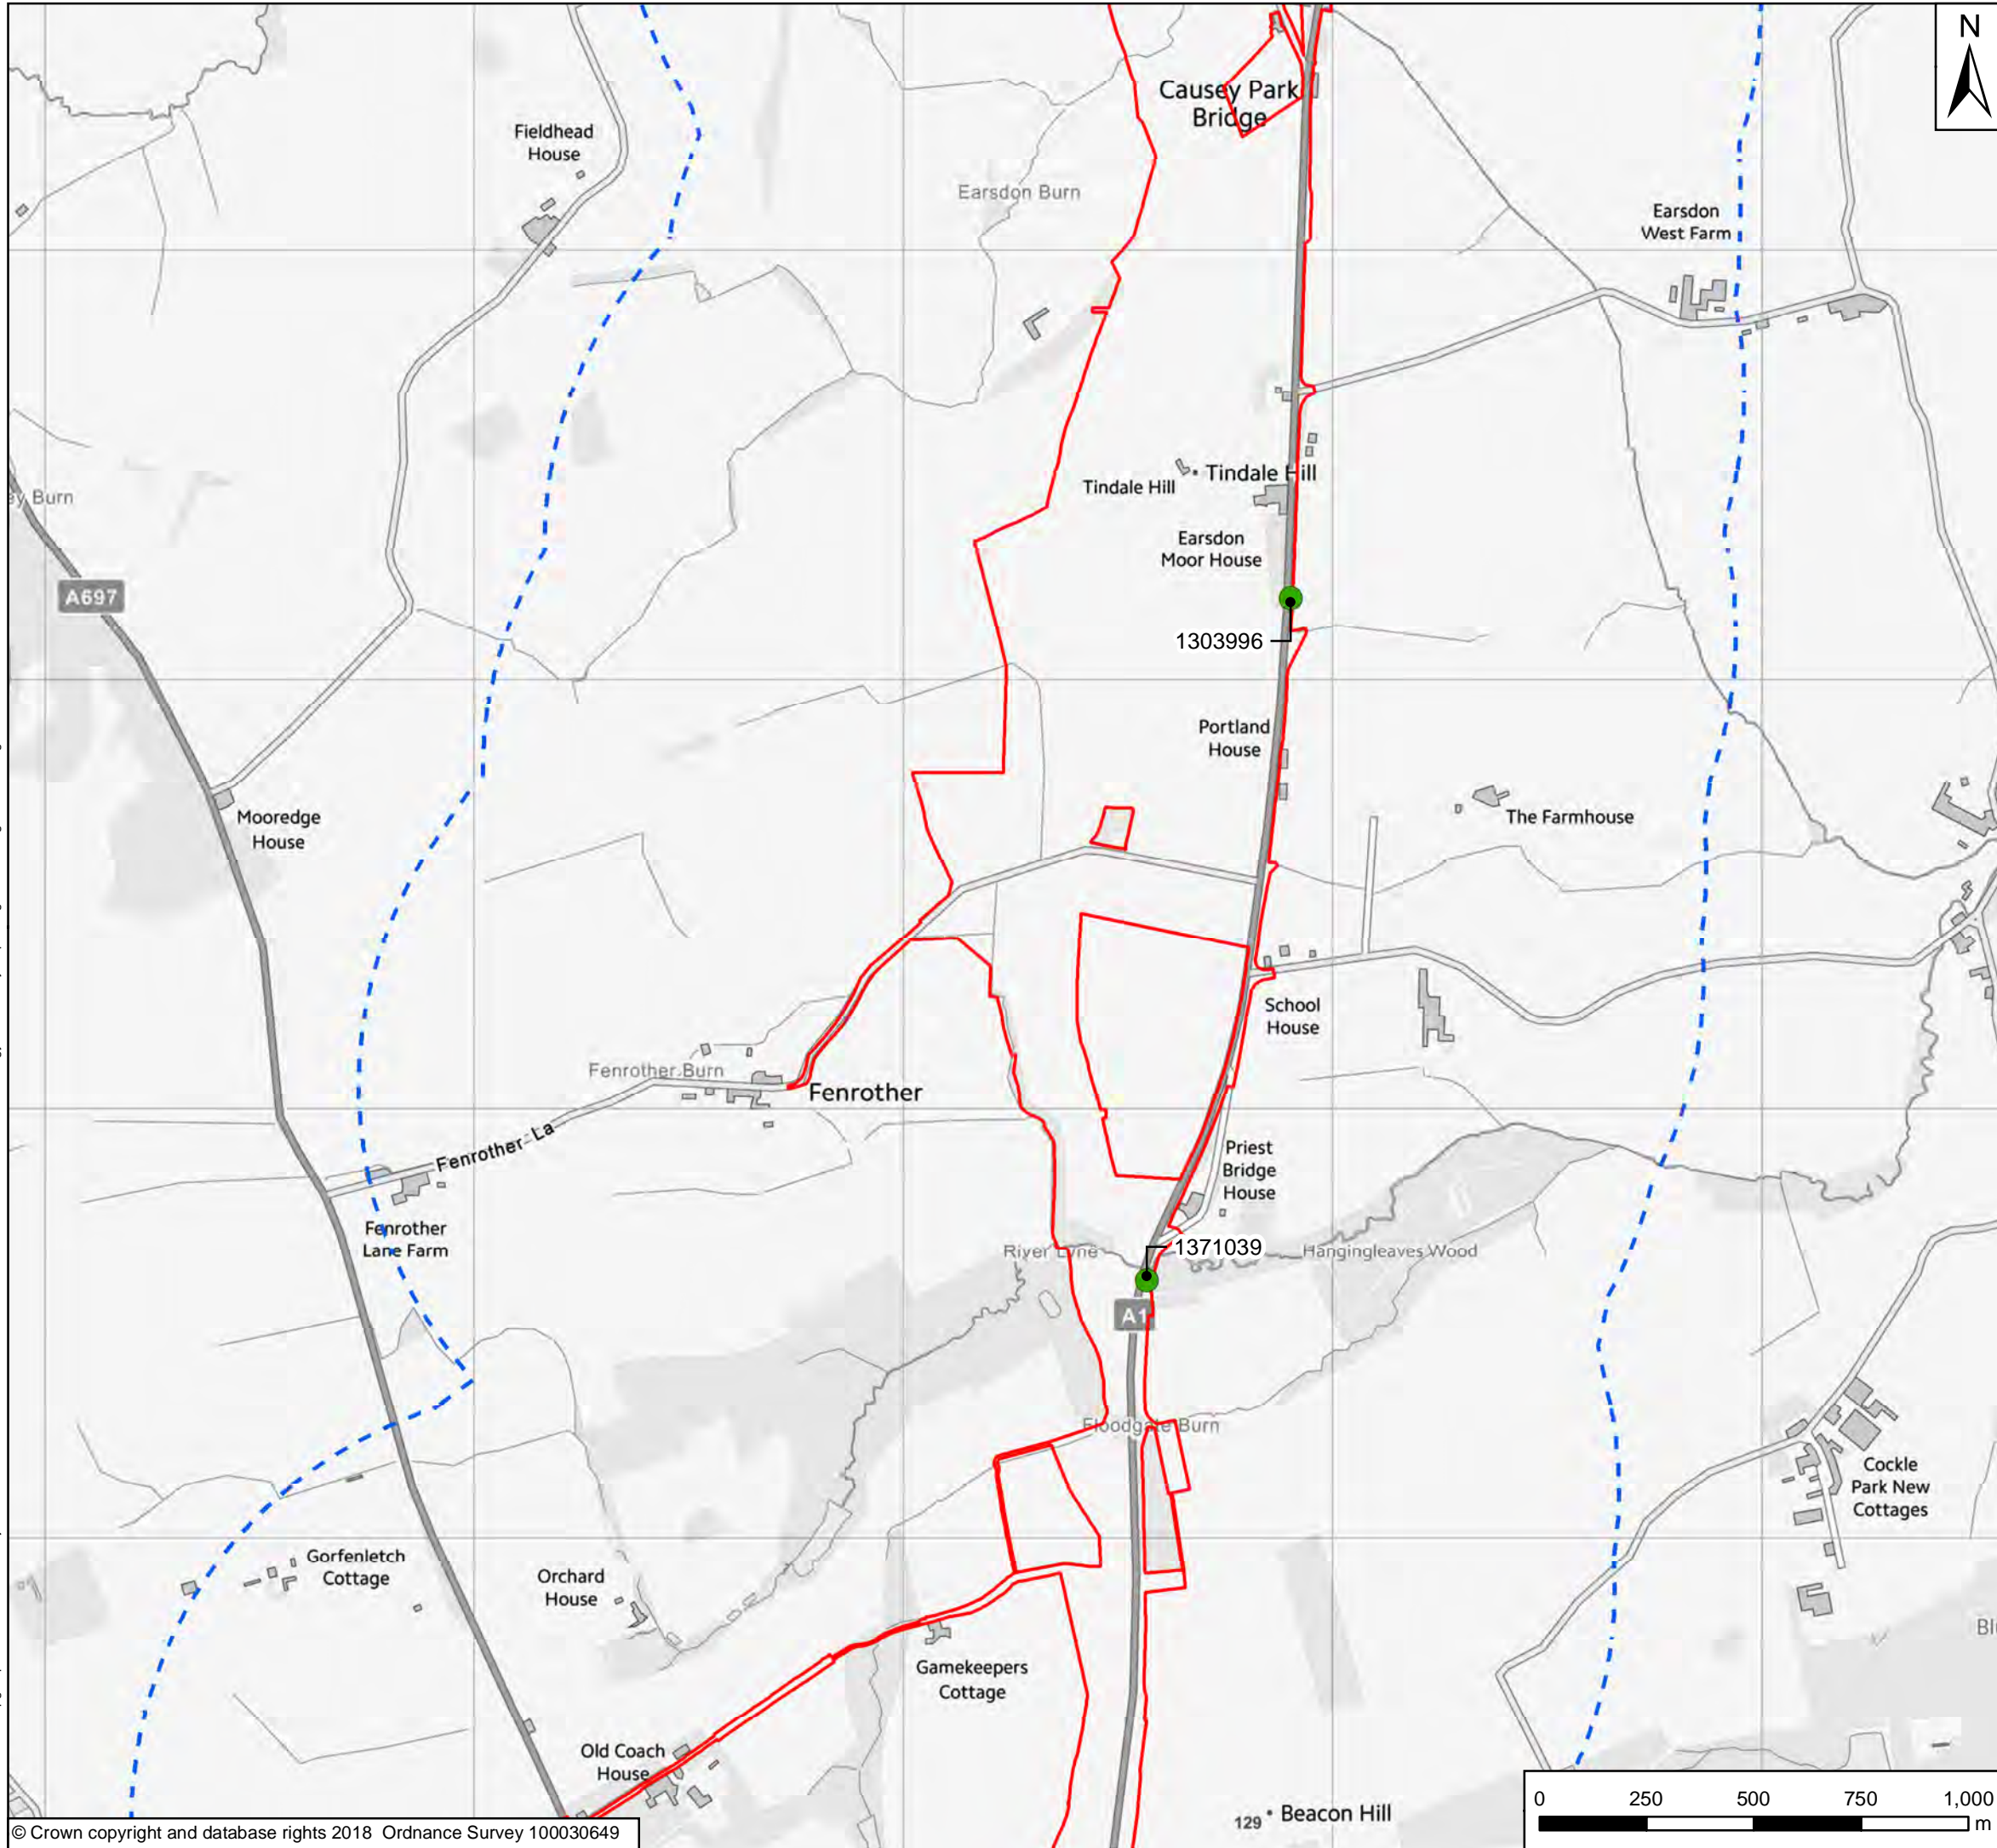 N
Causey Park
Bridge
Fieldhead
House
Earsdon Burn
Earsdon
West Farm
Tindale Hill
Tindale Hill
ey Burn
Earsdon
Moor House
A697
1303996
Portland
House
Mooredge
House
The Farmhouse
School
House
Fenrother Burn
Fenrother
Fenrother La
Priest
Bridge
House
Fenrother
Lane Farm
River Lyne
1371039
Hangingleaves Wood
A1
Floodgate Burn
Cockle
Park New
Cottages
Gorfenletch
Cottage
Orchard
House
Gamekeepers
Cottage
Old Coach
House
129 Beacon Hill
0 250 500 750 1,000
m
© Crown copyright and database rights 2018 Ordnance Survey 100030649